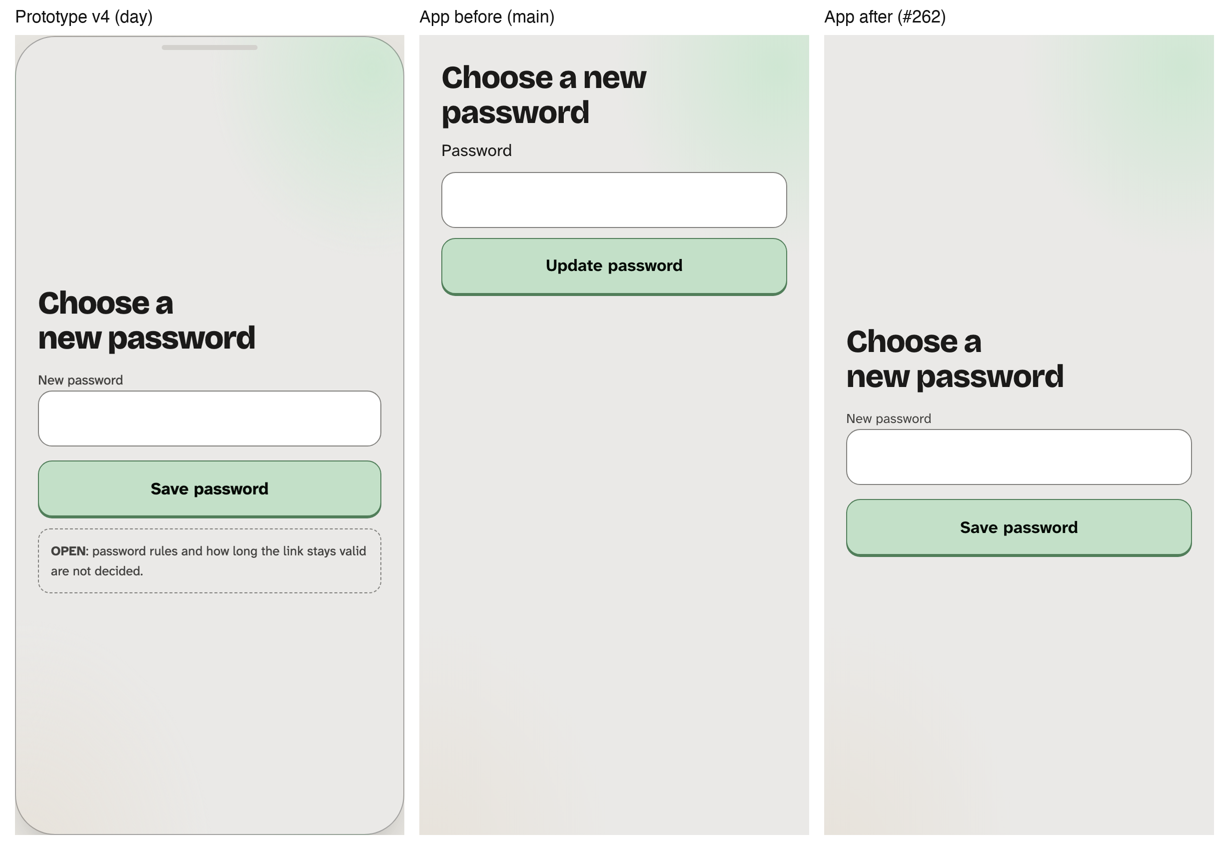 Prototype v4 (day)
App before (main)
App after (#262)
Choose a
new password
New password
Save password
OPEN: password rules and how long the link stays valid
are not decided.
Choose a new
password
Password
Update password
Choose a
new password
New password
Save password